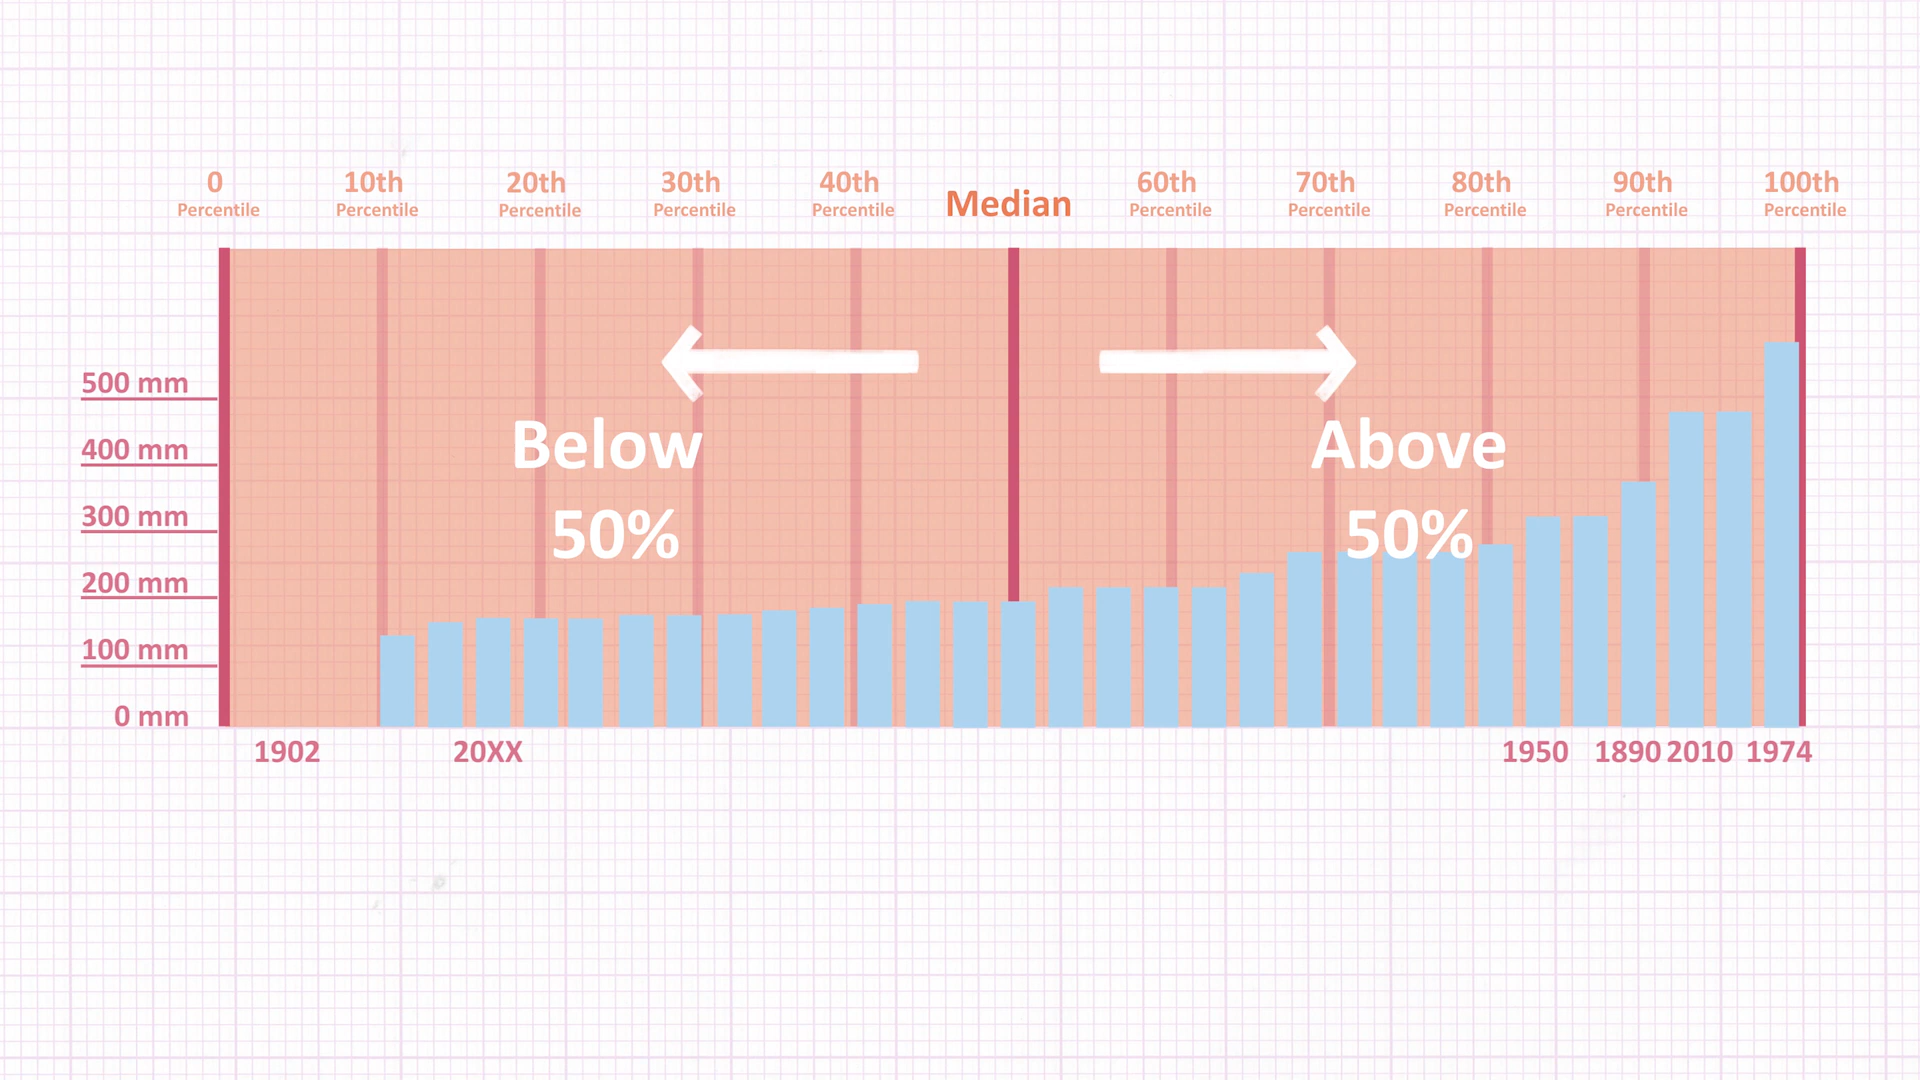 0 Percentile
10th Percentile
20th Percentile
30th Percentile
40th Percentile
Median
60th Percentile
70th Percentile
80th Percentile
90th Percentile
100th Percentile
500 mm
400 mm
300 mm
200 mm
100 mm
0 mm
Below
50%
Above
50%
1902
20XX
1950
1890
2010
1974